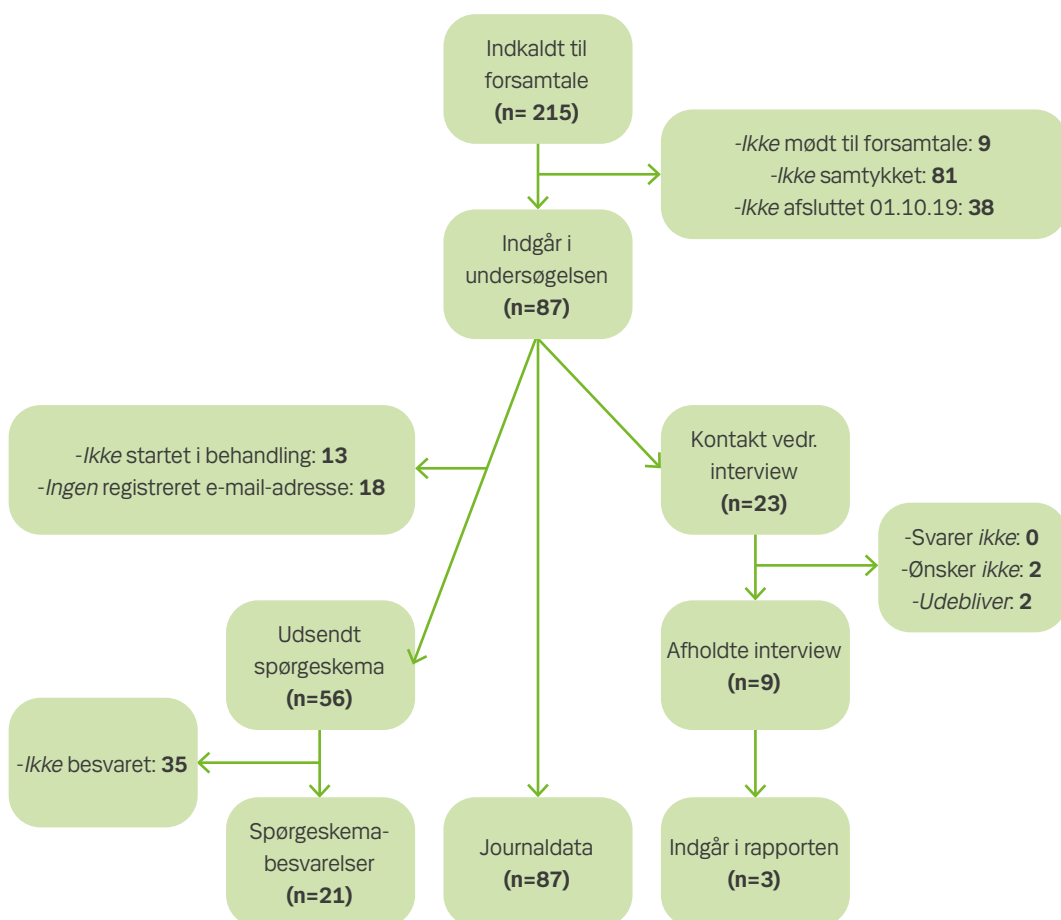 Indkaldt til
forsamtale
(n= 215)
-Ikke mødt til forsamtale: 9
-Ikke samtykket: 81
-Ikke afsluttet 01.10.19: 38
Indgår i
undersøgelsen
(n=87)
-Ikke startet i behandling: 13
-Ingen registreret e-mail-adresse: 18
Kontakt vedr.
interview
(n=23)
-Svarer ikke: 0
-Ønsker ikke: 2
-Udebliver: 2
Udsendt
spørgeskema
(n=56)
Afholdte interview
(n=9)
-Ikke besvaret: 35
Spørgeskema-
besvarelser
(n=21)
Journaldata
(n=87)
Indgår i rapporten
(n=3)